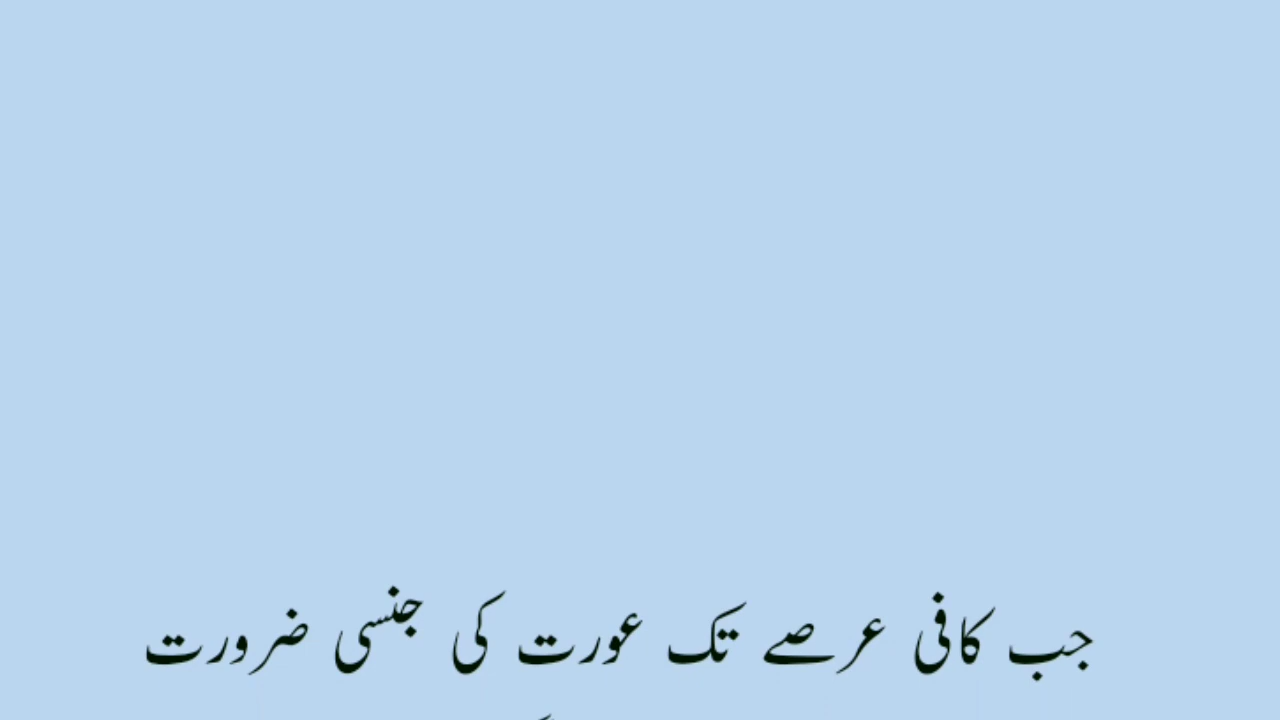 جب کافی عرصے تک عورت کی جنسی ضرورت